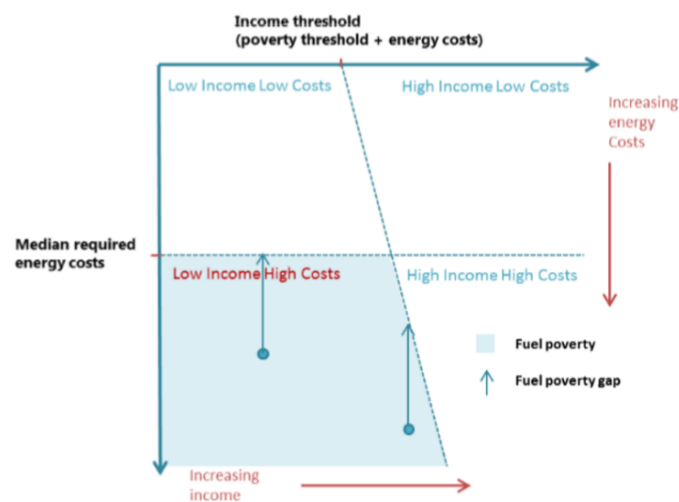 Income threshold
(poverty threshold + energy costs)
Low Income Low Costs
High Income Low Costs
Increasing
energy
Costs
Median required
energy costs
Low Income High Costs
High Income High Costs
Fuel poverty
Fuel poverty gap
Increasing
income